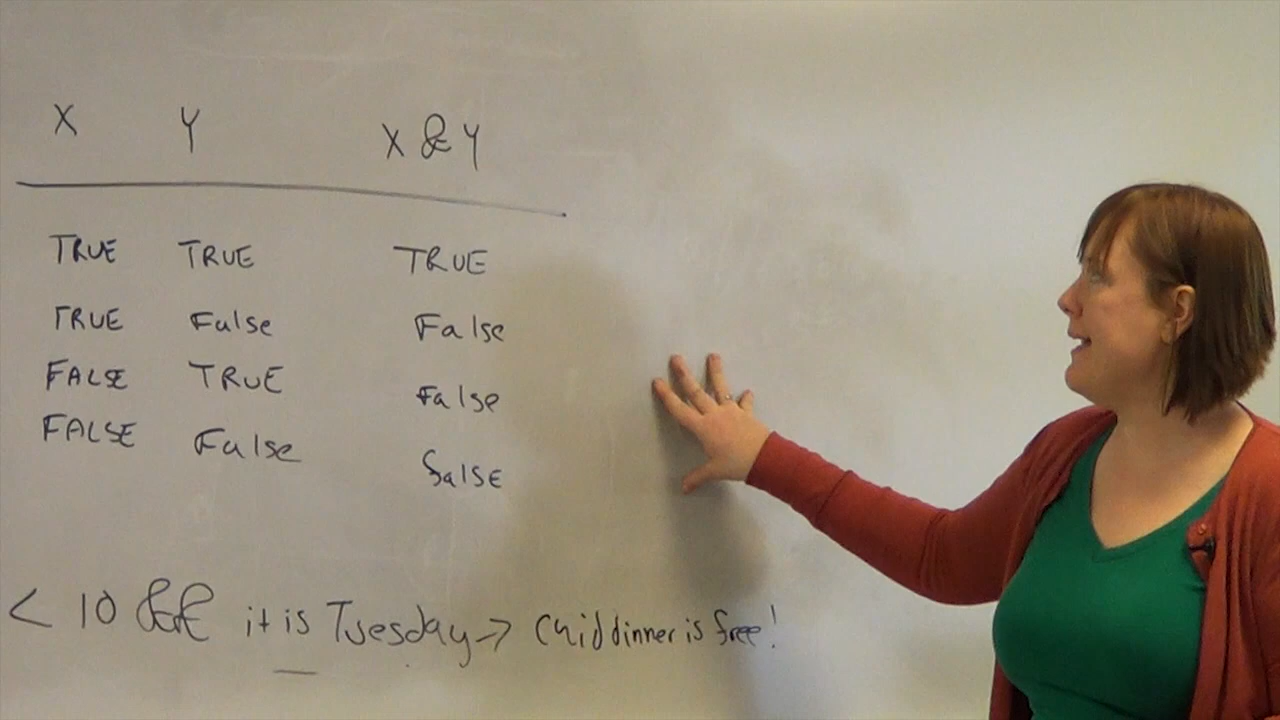 X Y X & Y
TRUE TRUE TRUE
TRUE False False
FALSE TRUE False
FALSE False false
< 10 && it is Tuesday -> Child dinner is free!